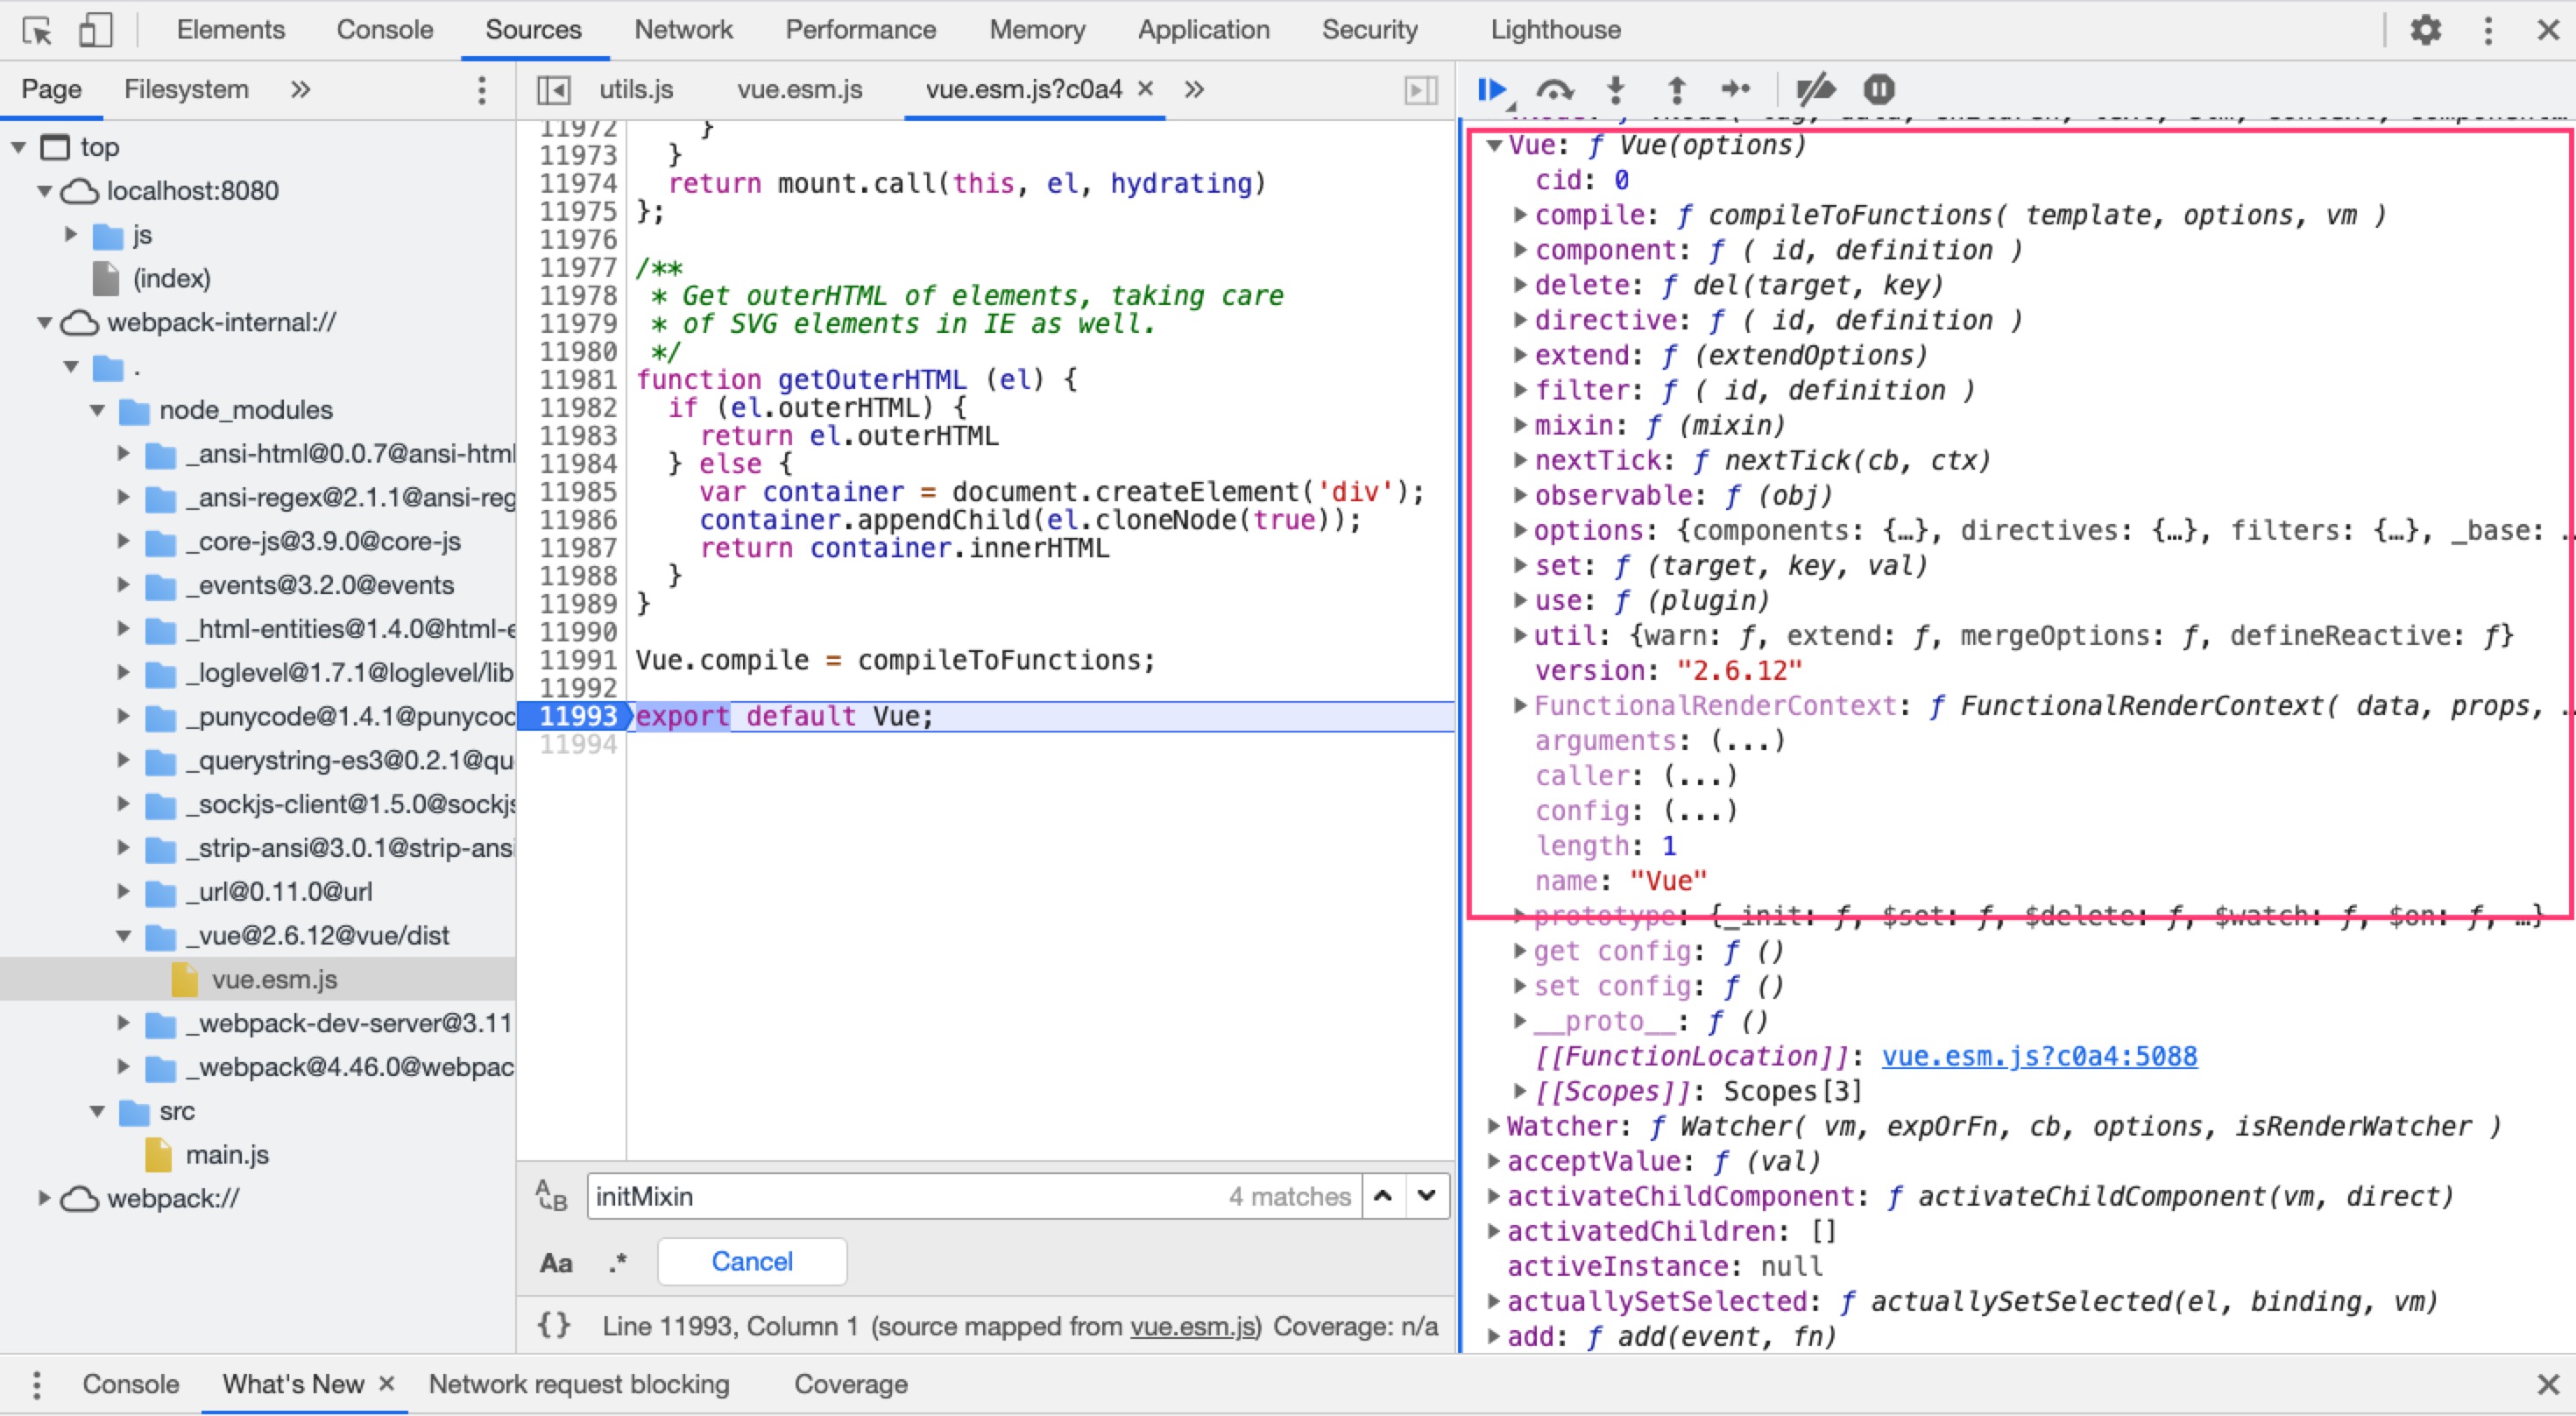 Elements Console Sources Network Performance Memory Application Security Lighthouse
Page Filesystem
top
localhost:8080
js
(index)
webpack-internal://
.
node_modules
_ansi-html@0.0.7@ansi-html
_ansi-regex@2.1.1@ansi-reg
_core-js@3.9.0@core-js
_events@3.2.0@events
_html-entities@1.4.0@html-e
_loglevel@1.7.1@loglevel/lib
_punycode@1.4.1@punycoc
_querystring-es3@0.2.1@qu
_sockjs-client@1.5.0@sockjs
_strip-ansi@3.0.1@strip-ansi
_url@0.11.0@url
_vue@2.6.12@vue/dist
vue.esm.js
_webpack-dev-server@3.11
_webpack@4.46.0@webpac
src
main.js
webpack://
utils.js vue.esm.js vue.esm.js?c0a4 ×
11972 }
11973 }
11974 return mount.call(this, el, hydrating)
11975 };
11976
11977 /**
11978 * Get outerHTML of elements, taking care
11979 * of SVG elements in IE as well.
11980 */
11981 function getOuterHTML (el) {
11982 if (el.outerHTML) {
11983 return el.outerHTML
11984 } else {
11985 var container = document.createElement('div');
11986 container.appendChild(el.cloneNode(true));
11987 return container.innerHTML
11988 }
11989 }
11990
11991 Vue.compile = compileToFunctions;
11992
11993 export default Vue;
11994
initMixin 4 matches
Aa .* Cancel
{} Line 11993, Column 1 (source mapped from vue.esm.js) Coverage: n/a
Vue: ƒ Vue(options)
cid: 0
compile: ƒ compileToFunctions( template, options, vm )
component: ƒ ( id, definition )
delete: ƒ del(target, key)
directive: ƒ ( id, definition )
extend: ƒ (extendOptions)
filter: ƒ ( id, definition )
mixin: ƒ (mixin)
nextTick: ƒ nextTick(cb, ctx)
observable: ƒ (obj)
options: {components: {…}, directives: {…}, filters: {…}, _base: …
set: ƒ (target, key, val)
use: ƒ (plugin)
util: {warn: ƒ, extend: ƒ, mergeOptions: ƒ, defineReactive: ƒ}
version: "2.6.12"
FunctionalRenderContext: ƒ FunctionalRenderContext( data, props, …
arguments: (...)
caller: (...)
config: (...)
length: 1
name: "Vue"
prototype: {_init: ƒ, $set: ƒ, $delete: ƒ, $watch: ƒ, $on: ƒ, …}
get config: ƒ ()
set config: ƒ ()
__proto__: ƒ ()
[[FunctionLocation]]: vue.esm.js?c0a4:5088
[[Scopes]]: Scopes[3]
Watcher: ƒ Watcher( vm, expOrFn, cb, options, isRenderWatcher )
acceptValue: ƒ (val)
activateChildComponent: ƒ activateChildComponent(vm, direct)
activatedChildren: []
activeInstance: null
actuallySetSelected: ƒ actuallySetSelected(el, binding, vm)
add: ƒ add(event, fn)
Console What's New × Network request blocking Coverage